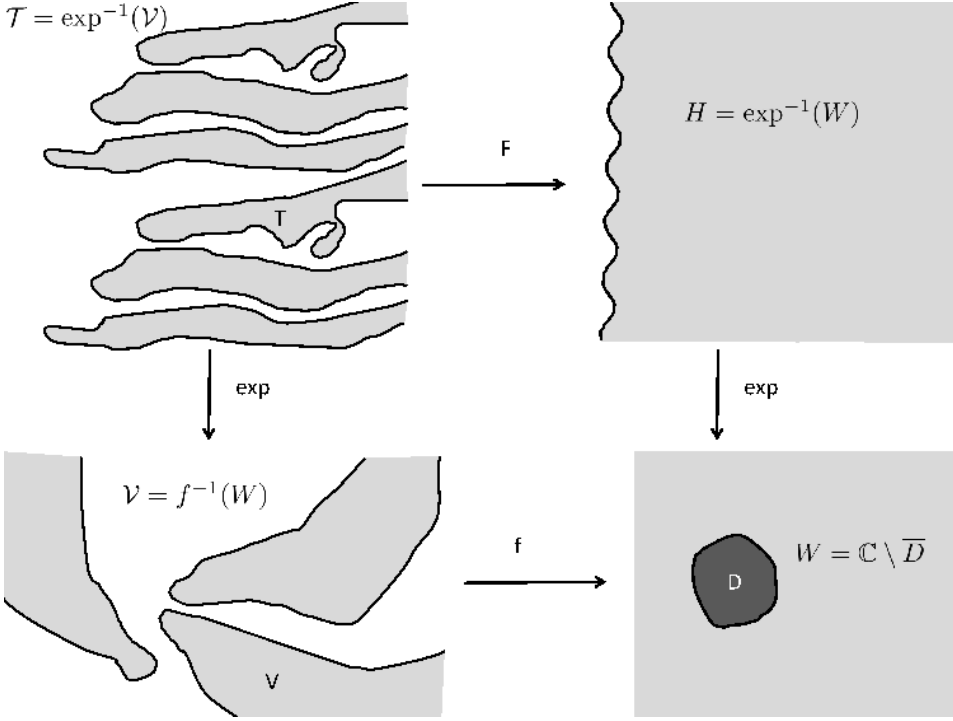 𝒯 = exp⁻¹(𝒱)
H = exp⁻¹(W)
F
T
exp
exp
𝒱 = f⁻¹(W)
f
W = ℂ \ D̅
D
V